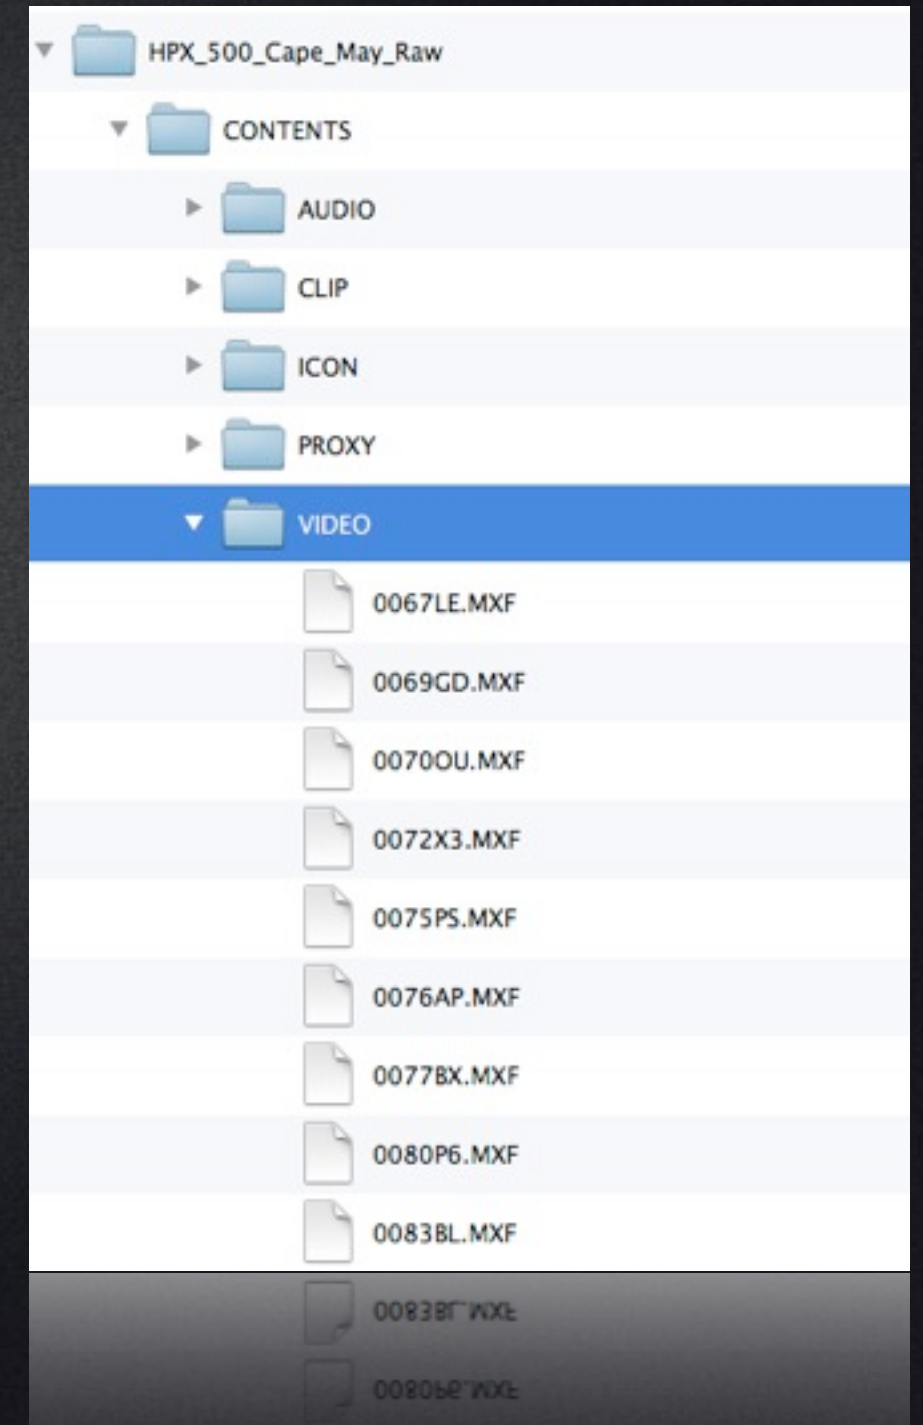 HPX_500_Cape_May_Raw
CONTENTS
AUDIO
CLIP
ICON
PROXY
VIDEO
0067LE.MXF
0069GD.MXF
0070OU.MXF
0072X3.MXF
0075PS.MXF
0076AP.MXF
0077BX.MXF
0080P6.MXF
0083BL.MXF